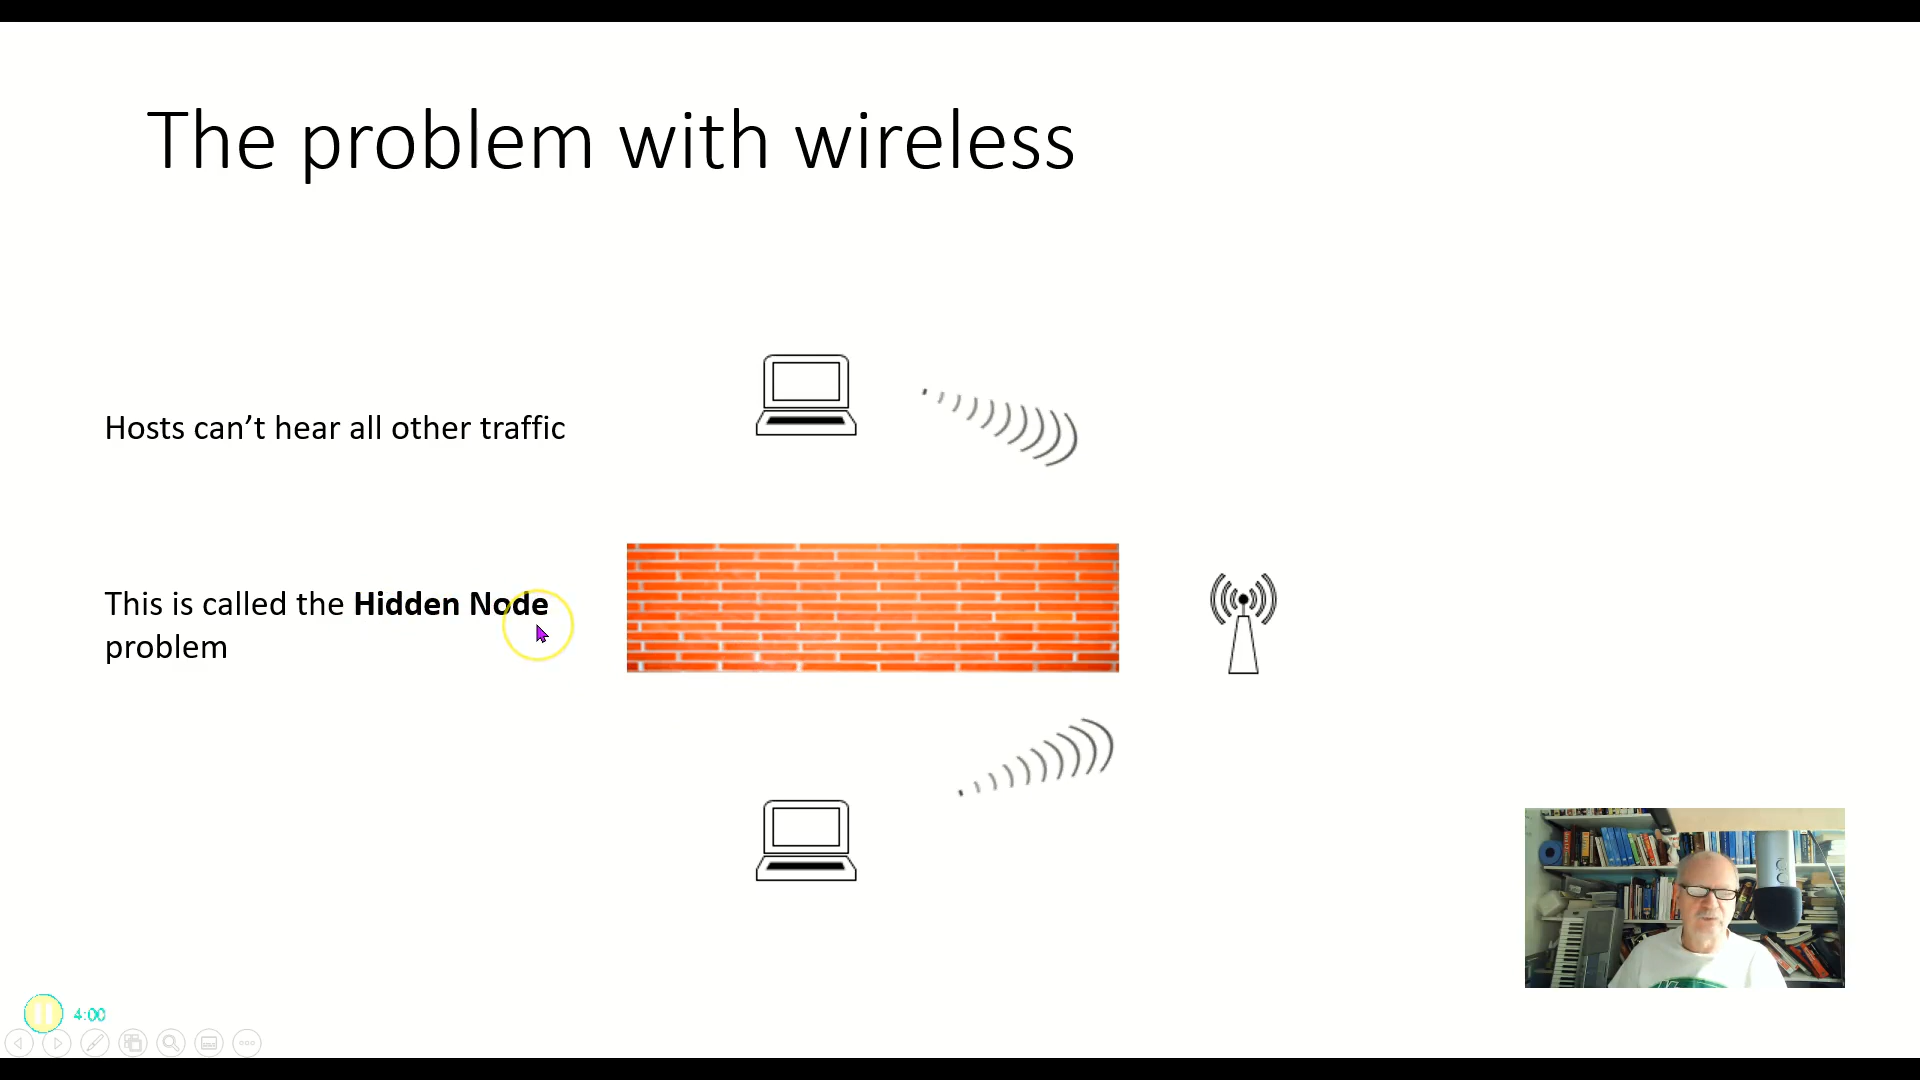 The problem with wireless
Hosts can’t hear all other traffic
This is called the Hidden Node
problem
4:00